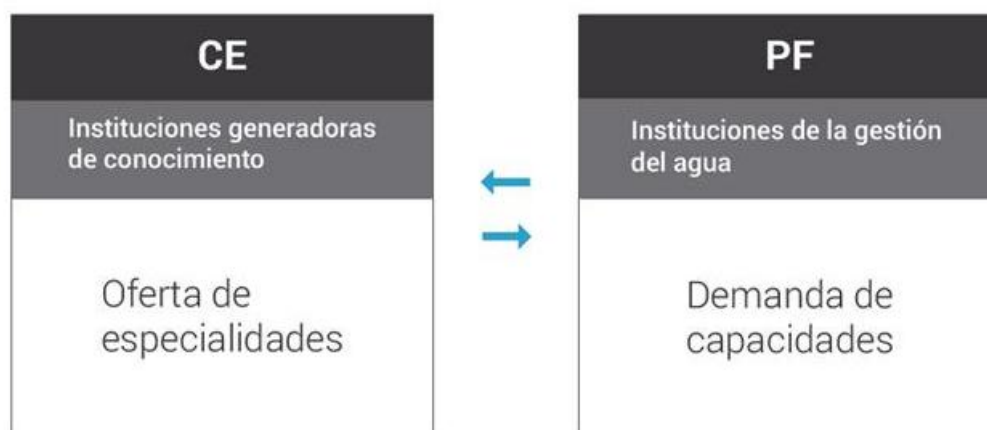 CE
Instituciones generadoras
de conocimiento
Oferta de
especialidades
PF
Instituciones de la gestión
del agua
Demanda de
capacidades